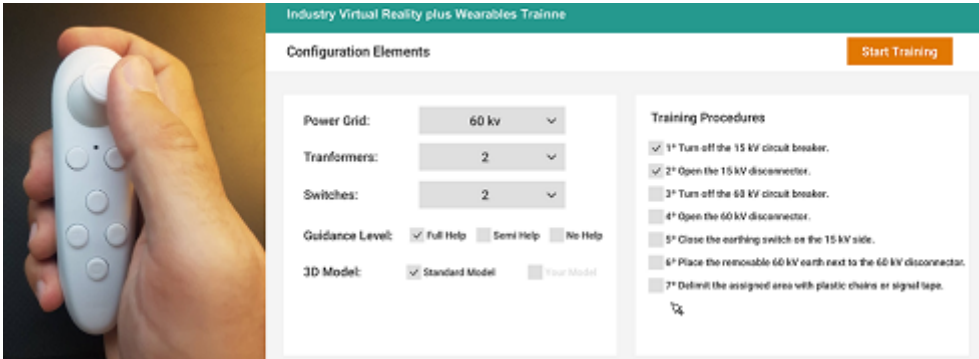 Industry Virtual Reality plus Wearables Trainne
Configuration Elements
Start Training
Power Grid: 60 kv
Tranformers: 2
Switches: 2
Guidance Level: Full Help Semi Help No Help
3D Model: Standard Model Your Model
Training Procedures
1º Turn off the 15 kV circuit breaker.
2º Open the 15 kV disconnector.
3º Turn off the 60 kV circuit breaker.
4º Open the 60 kV disconnector.
5º Close the earthing switch on the 15 kV side.
6º Place the removable 60 kV earth next to the 60 kV disconnector.
7º Delimit the assigned area with plastic chains or signal tape.